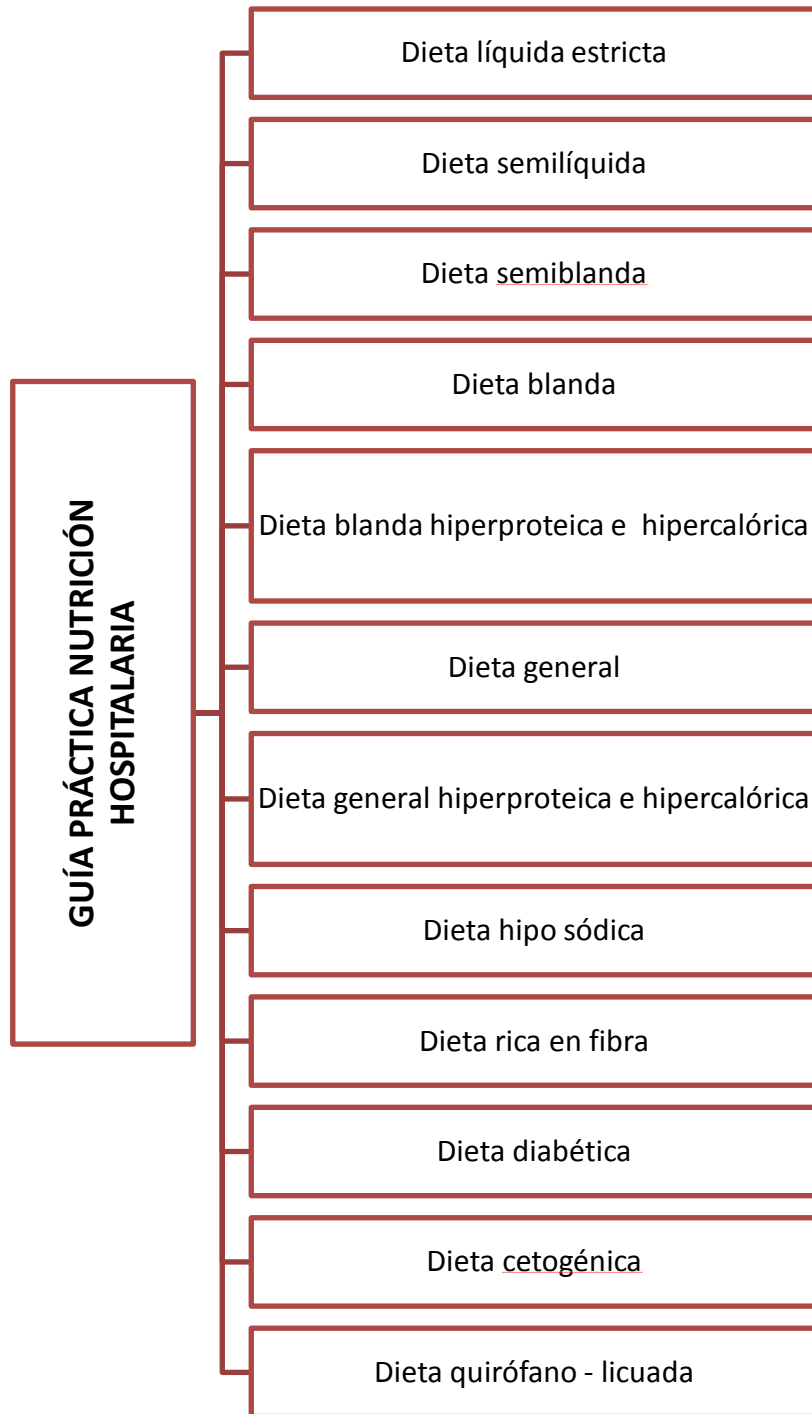 Dieta líquida estricta
Dieta semilíquida
Dieta semiblanda
Dieta blanda
Dieta blanda hiperproteica e  hipercalórica
GUÍA PRÁCTICA NUTRICIÓN
HOSPITALARIA
Dieta general
Dieta general hiperproteica e hipercalórica
Dieta hipo sódica
Dieta rica en fibra
Dieta diabética
Dieta cetogénica
Dieta quirófano - licuada